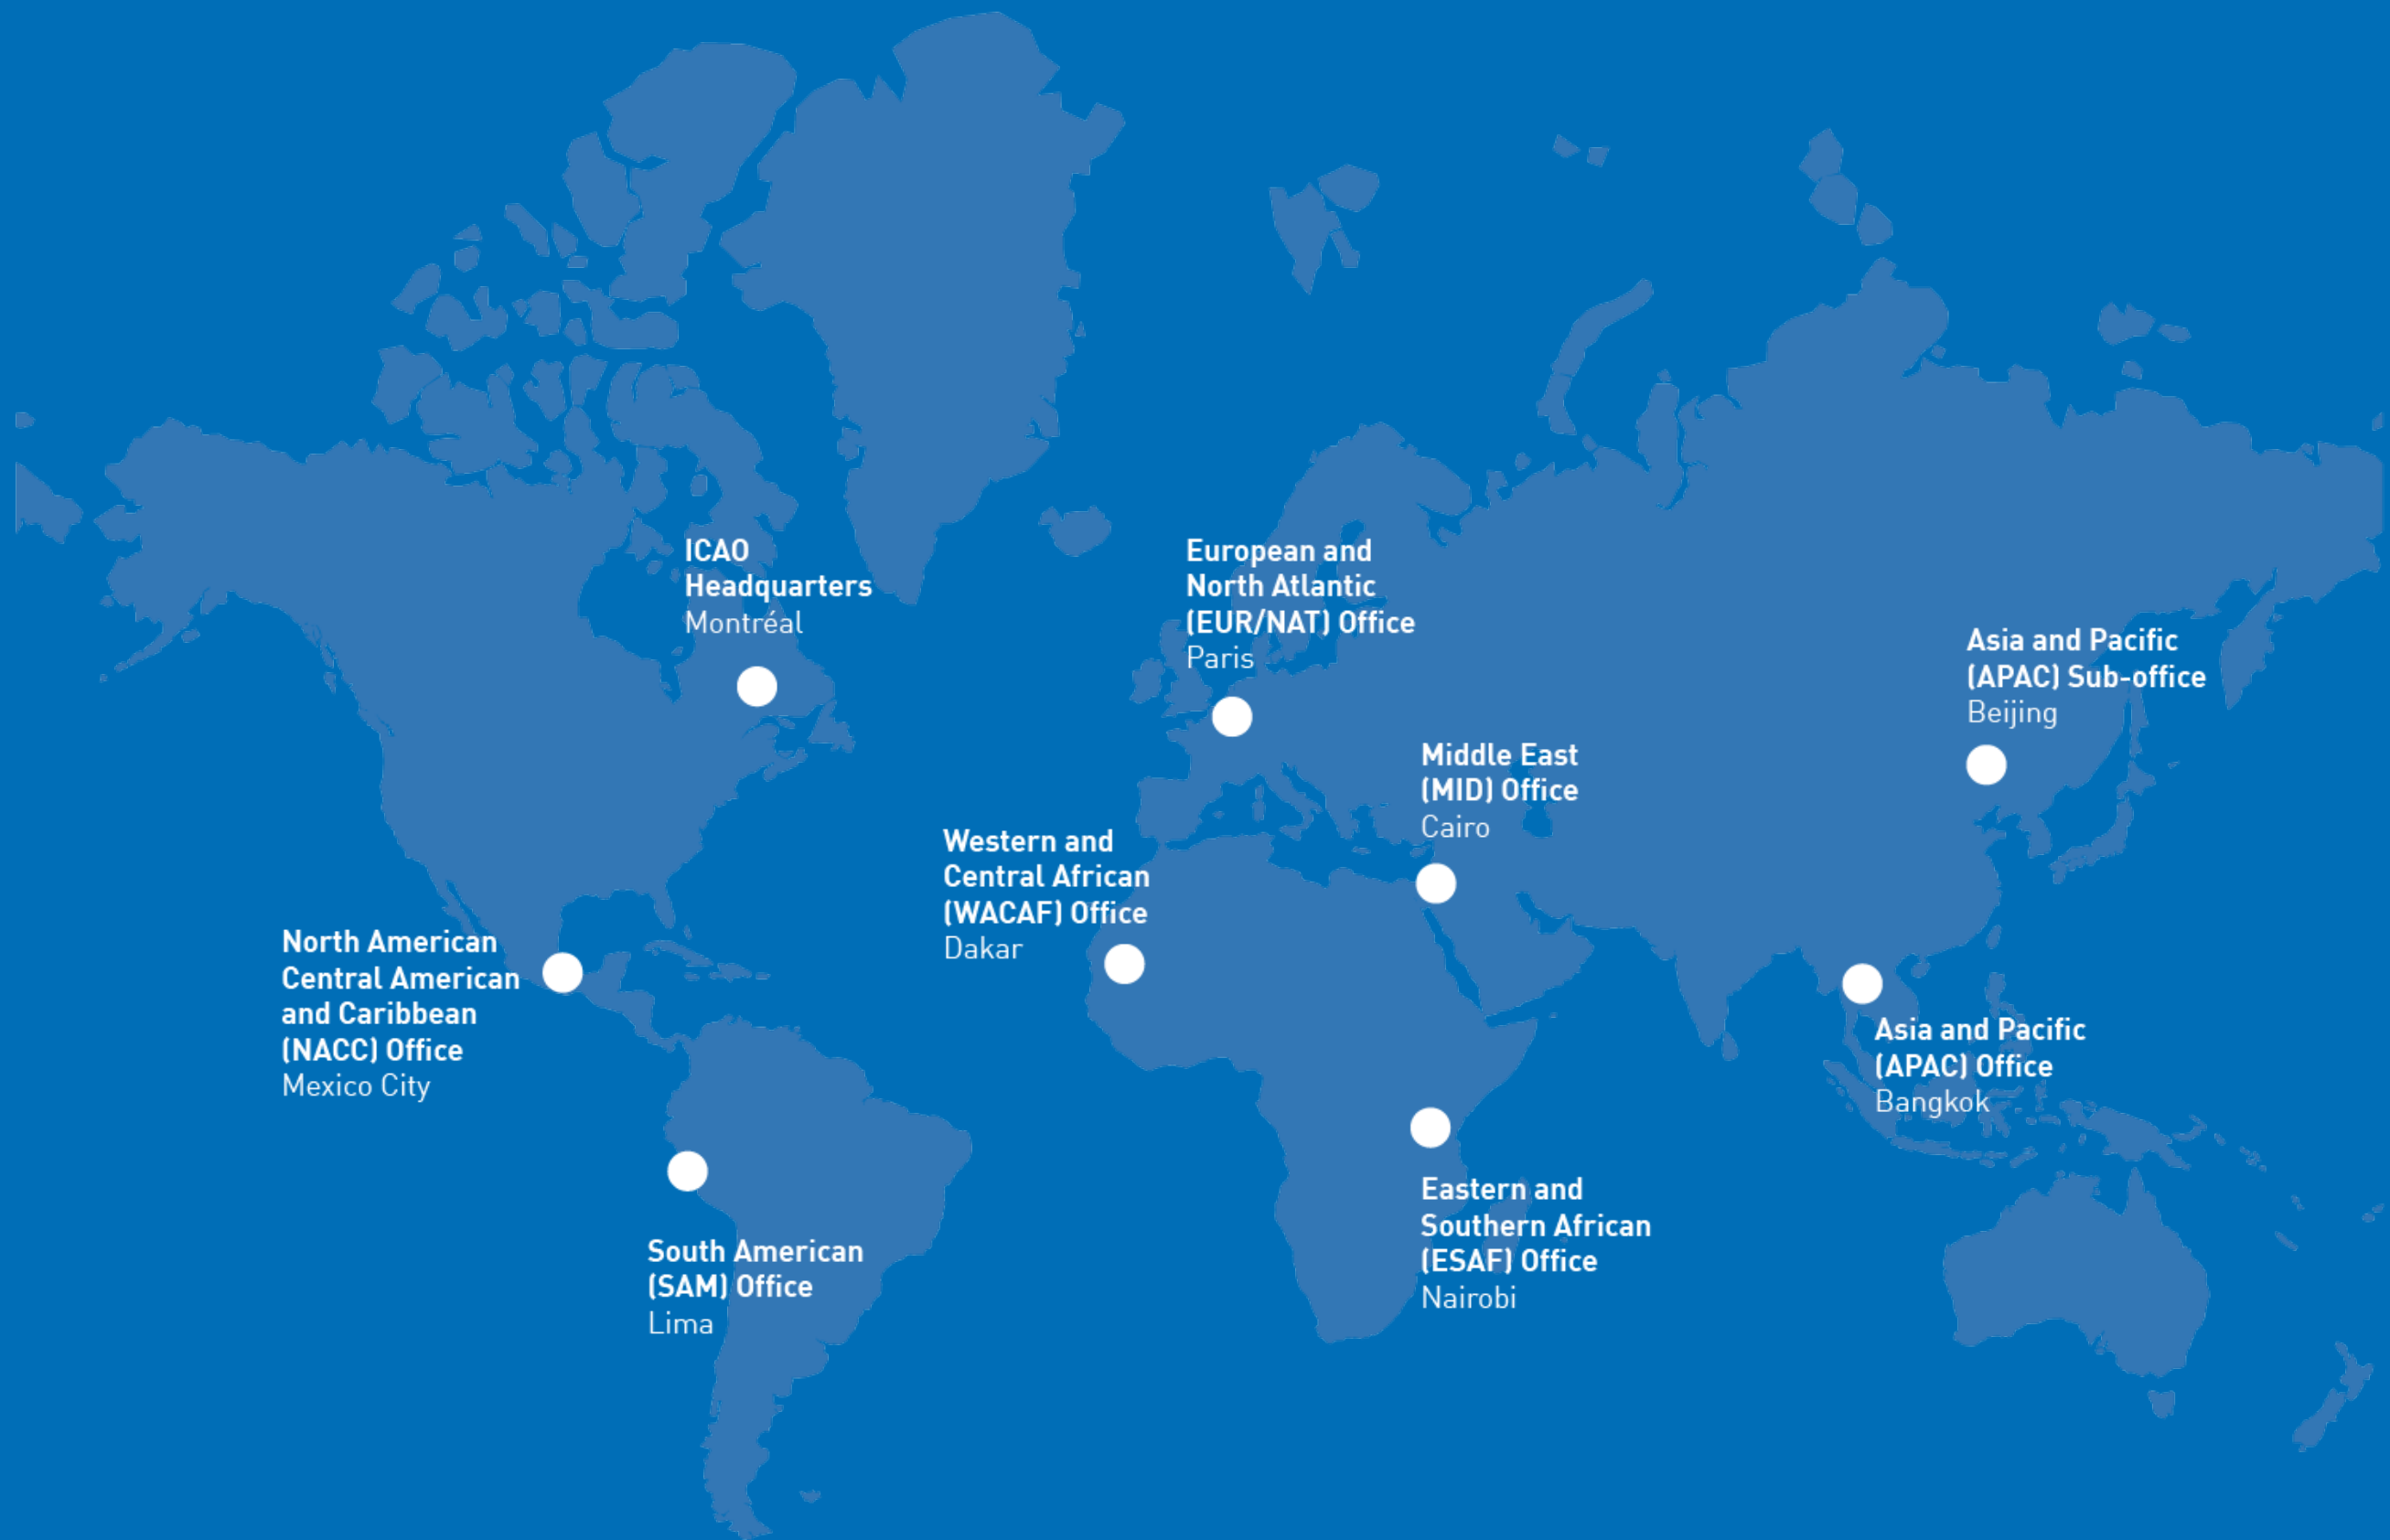 ICAO
Headquarters
Montréal
European and
North Atlantic
(EUR/NAT) Office
Paris
Asia and Pacific
(APAC) Sub-office
Beijing
Middle East
(MID) Office
Cairo
Western and
Central African
(WACAF) Office
Dakar
North American
Central American
and Caribbean
(NACC) Office
Mexico City
Asia and Pacific
(APAC) Office
Bangkok
Eastern and
Southern African
(ESAF) Office
Nairobi
South American
(SAM) Office
Lima